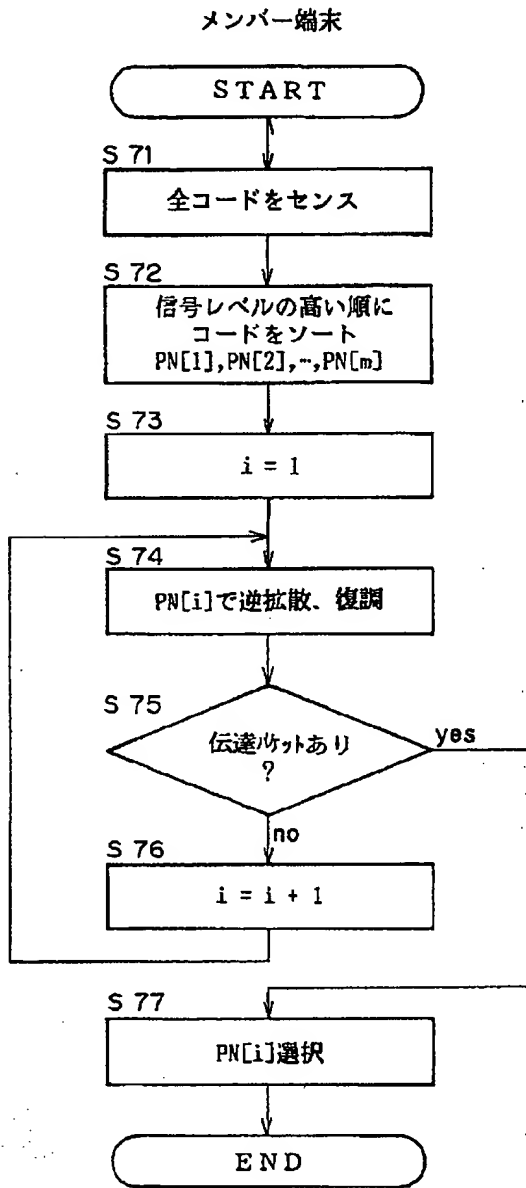 メンバー端末
START
S 71
全コードをセンス
S 72
信号レベルの高い順に
コードをソート
PN[1],PN[2],…,PN[m]
S 73
i = 1
S 74
PN[i]で逆拡散、復調
S 75
伝達パケットあり
?
yes
no
S 76
i = i + 1
S 77
PN[i]選択
END